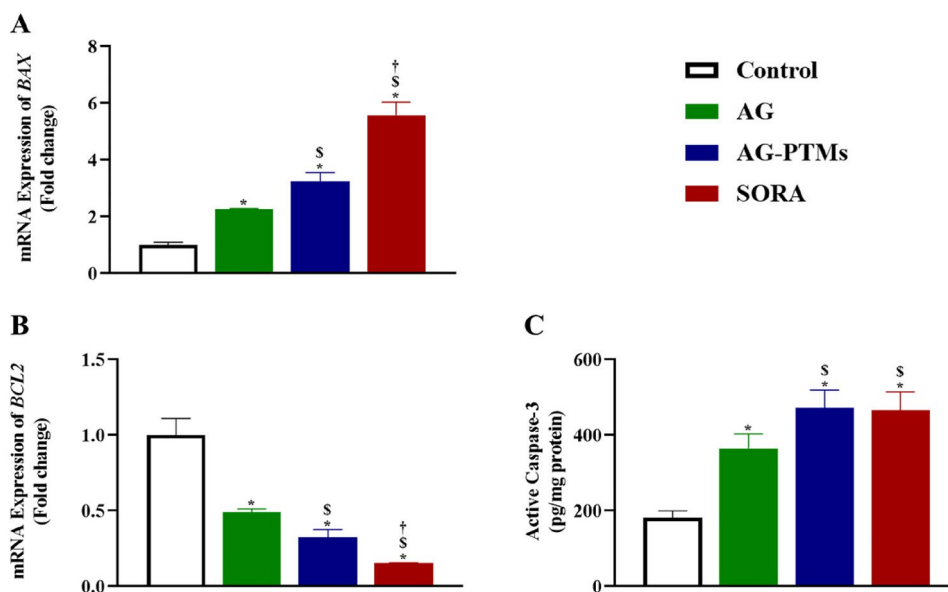 A
mRNA Expression of BAX
(Fold change)
8
6
4
2
0
*
$
*
†
$
*
Control
AG
AG-PTMs
SORA
B
mRNA Expression of BCL2
(Fold change)
1.5
1.0
0.5
0.0
*
$
*
†
$
*
C
Active Caspase-3
(pg/mg protein)
600
400
200
0
*
$
*
$
*